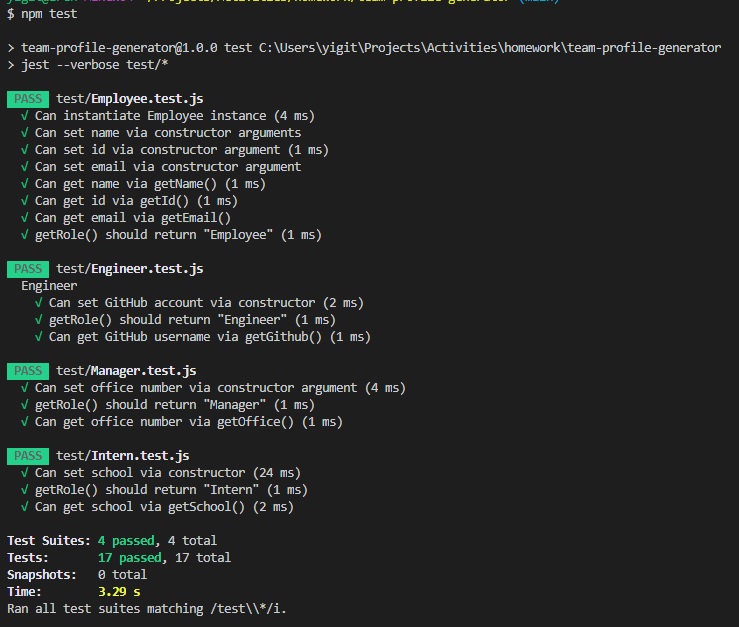 $ npm test
> team-profile-generator@1.0.0 test C:\Users\yigit\Projects\Activities\homework\team-profile-generator
> jest --verbose test/*
PASS test/Employee.test.js
√ Can instantiate Employee instance (4 ms)
√ Can set name via constructor arguments
√ Can set id via constructor argument (1 ms)
√ Can set email via constructor argument
√ Can get name via getName() (1 ms)
√ Can get id via getId() (1 ms)
√ Can get email via getEmail()
√ getRole() should return "Employee" (1 ms)
PASS test/Engineer.test.js
Engineer
√ Can set GitHub account via constructor (2 ms)
√ getRole() should return "Engineer" (1 ms)
√ Can get GitHub username via getGithub() (1 ms)
PASS test/Manager.test.js
√ Can set office number via constructor argument (4 ms)
√ getRole() should return "Manager" (1 ms)
√ Can get office number via getOffice() (1 ms)
PASS test/Intern.test.js
√ Can set school via constructor (24 ms)
√ getRole() should return "Intern" (1 ms)
√ Can get school via getSchool() (2 ms)
Test Suites: 4 passed, 4 total
Tests: 17 passed, 17 total
Snapshots: 0 total
Time: 3.29 s
Ran all test suites matching /test\\*/i.